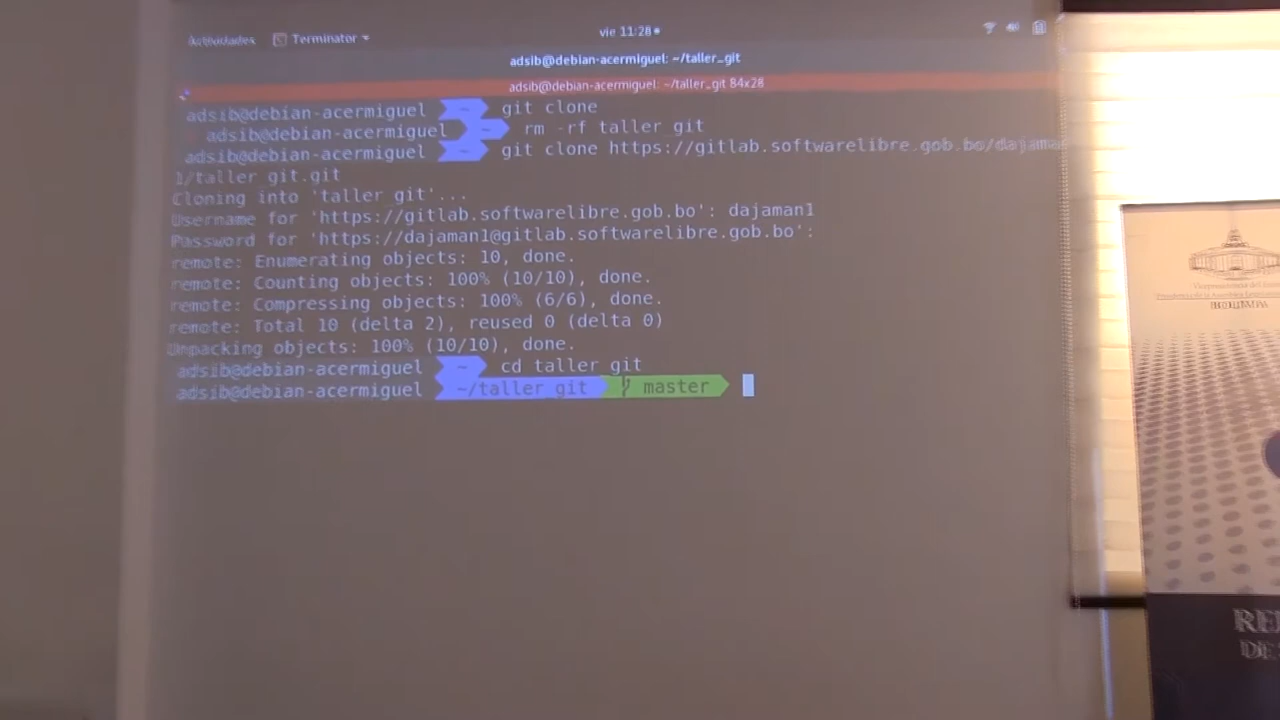 Actividades Terminator vie 11:28
adsib@debian-acermiguel: ~/taller_git
adsib@debian-acermiguel: ~/taller_git 84x28
adsib@debian-acermiguel ~ git clone
adsib@debian-acermiguel ~ rm -rf taller_git
adsib@debian-acermiguel ~ git clone https://gitlab.softwarelibre.gob.bo/dajaman
1/taller_git.git
Cloning into 'taller_git'...
Username for 'https://gitlab.softwarelibre.gob.bo': dajaman1
Password for 'https://dajaman1@gitlab.softwarelibre.gob.bo':
remote: Enumerating objects: 10, done.
remote: Counting objects: 100% (10/10), done.
remote: Compressing objects: 100% (6/6), done.
remote: Total 10 (delta 2), reused 0 (delta 0)
Unpacking objects: 100% (10/10), done.
adsib@debian-acermiguel ~ cd taller_git
adsib@debian-acermiguel ~/taller_git master
BOLIVIA
DE